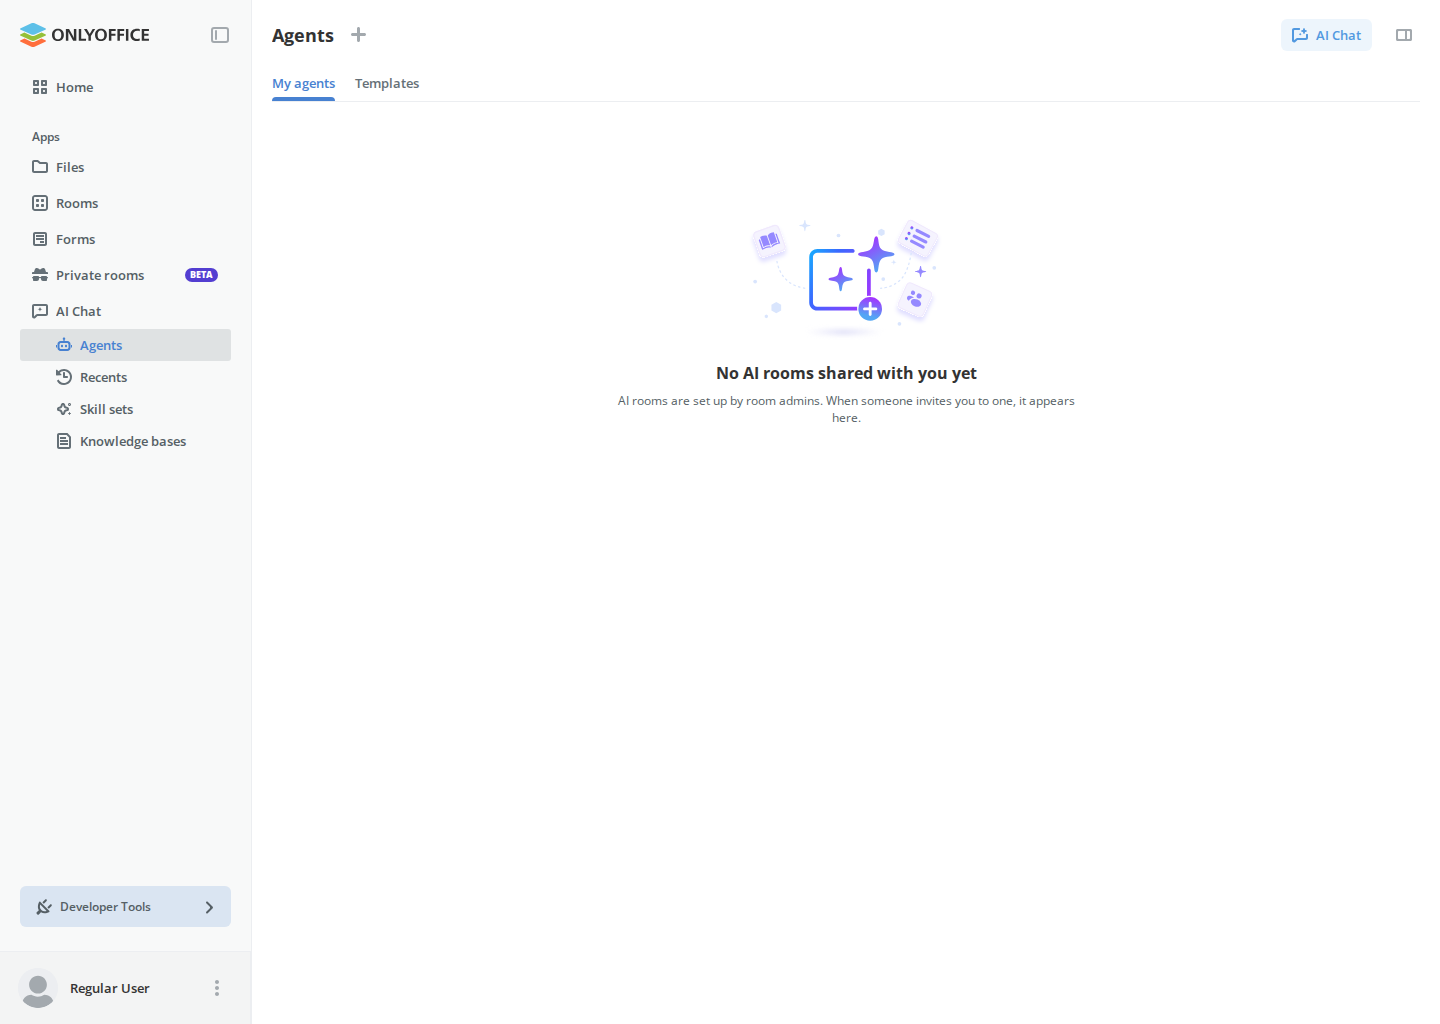 ONLYOFFICE
Home
Apps
Files
Rooms
Forms
Private rooms
BETA
AI Chat
Agents
Recents
Skill sets
Knowledge bases
Developer Tools
Regular User
Agents
AI Chat
My agents
Templates
No AI rooms shared with you yet
AI rooms are set up by room admins. When someone invites you to one, it appears
here.